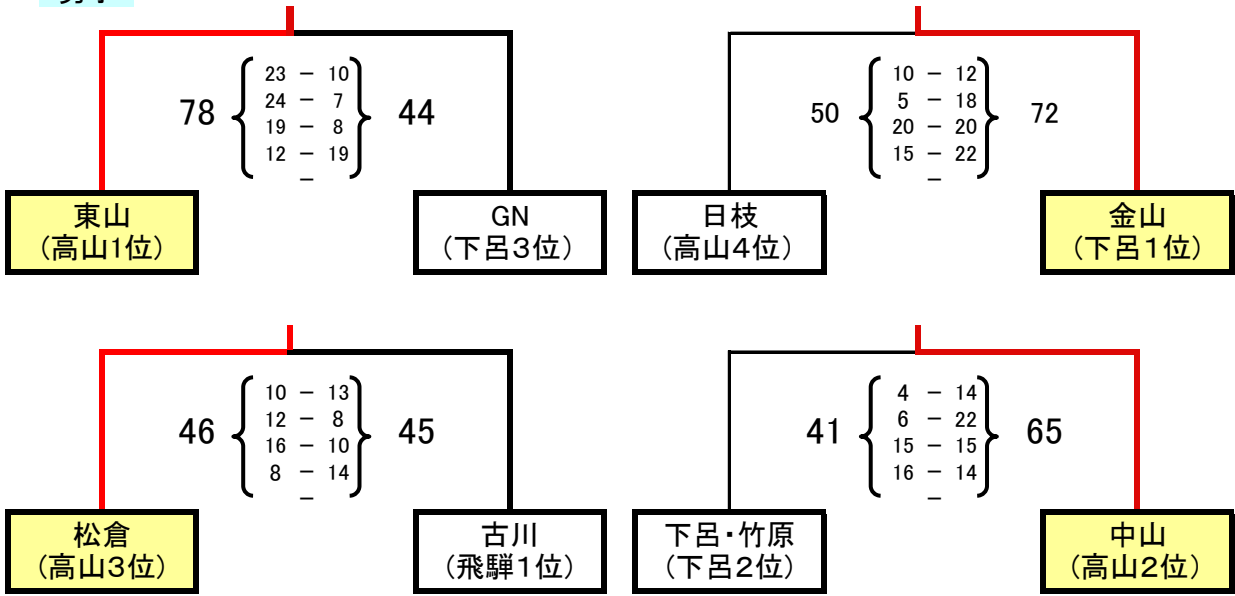 78
23 － 10
24 － 7
19 － 8
12 － 19
－
44
東山
（高山1位）
GN
（下呂3位）
50
10 － 12
5 － 18
20 － 20
15 － 22
－
72
日枝
（高山4位）
金山
（下呂1位）
46
10 － 13
12 － 8
16 － 10
8 － 14
－
45
松倉
（高山3位）
古川
（飛騨1位）
41
4 － 14
6 － 22
15 － 15
16 － 14
－
65
下呂・竹原
（下呂2位）
中山
（高山2位）